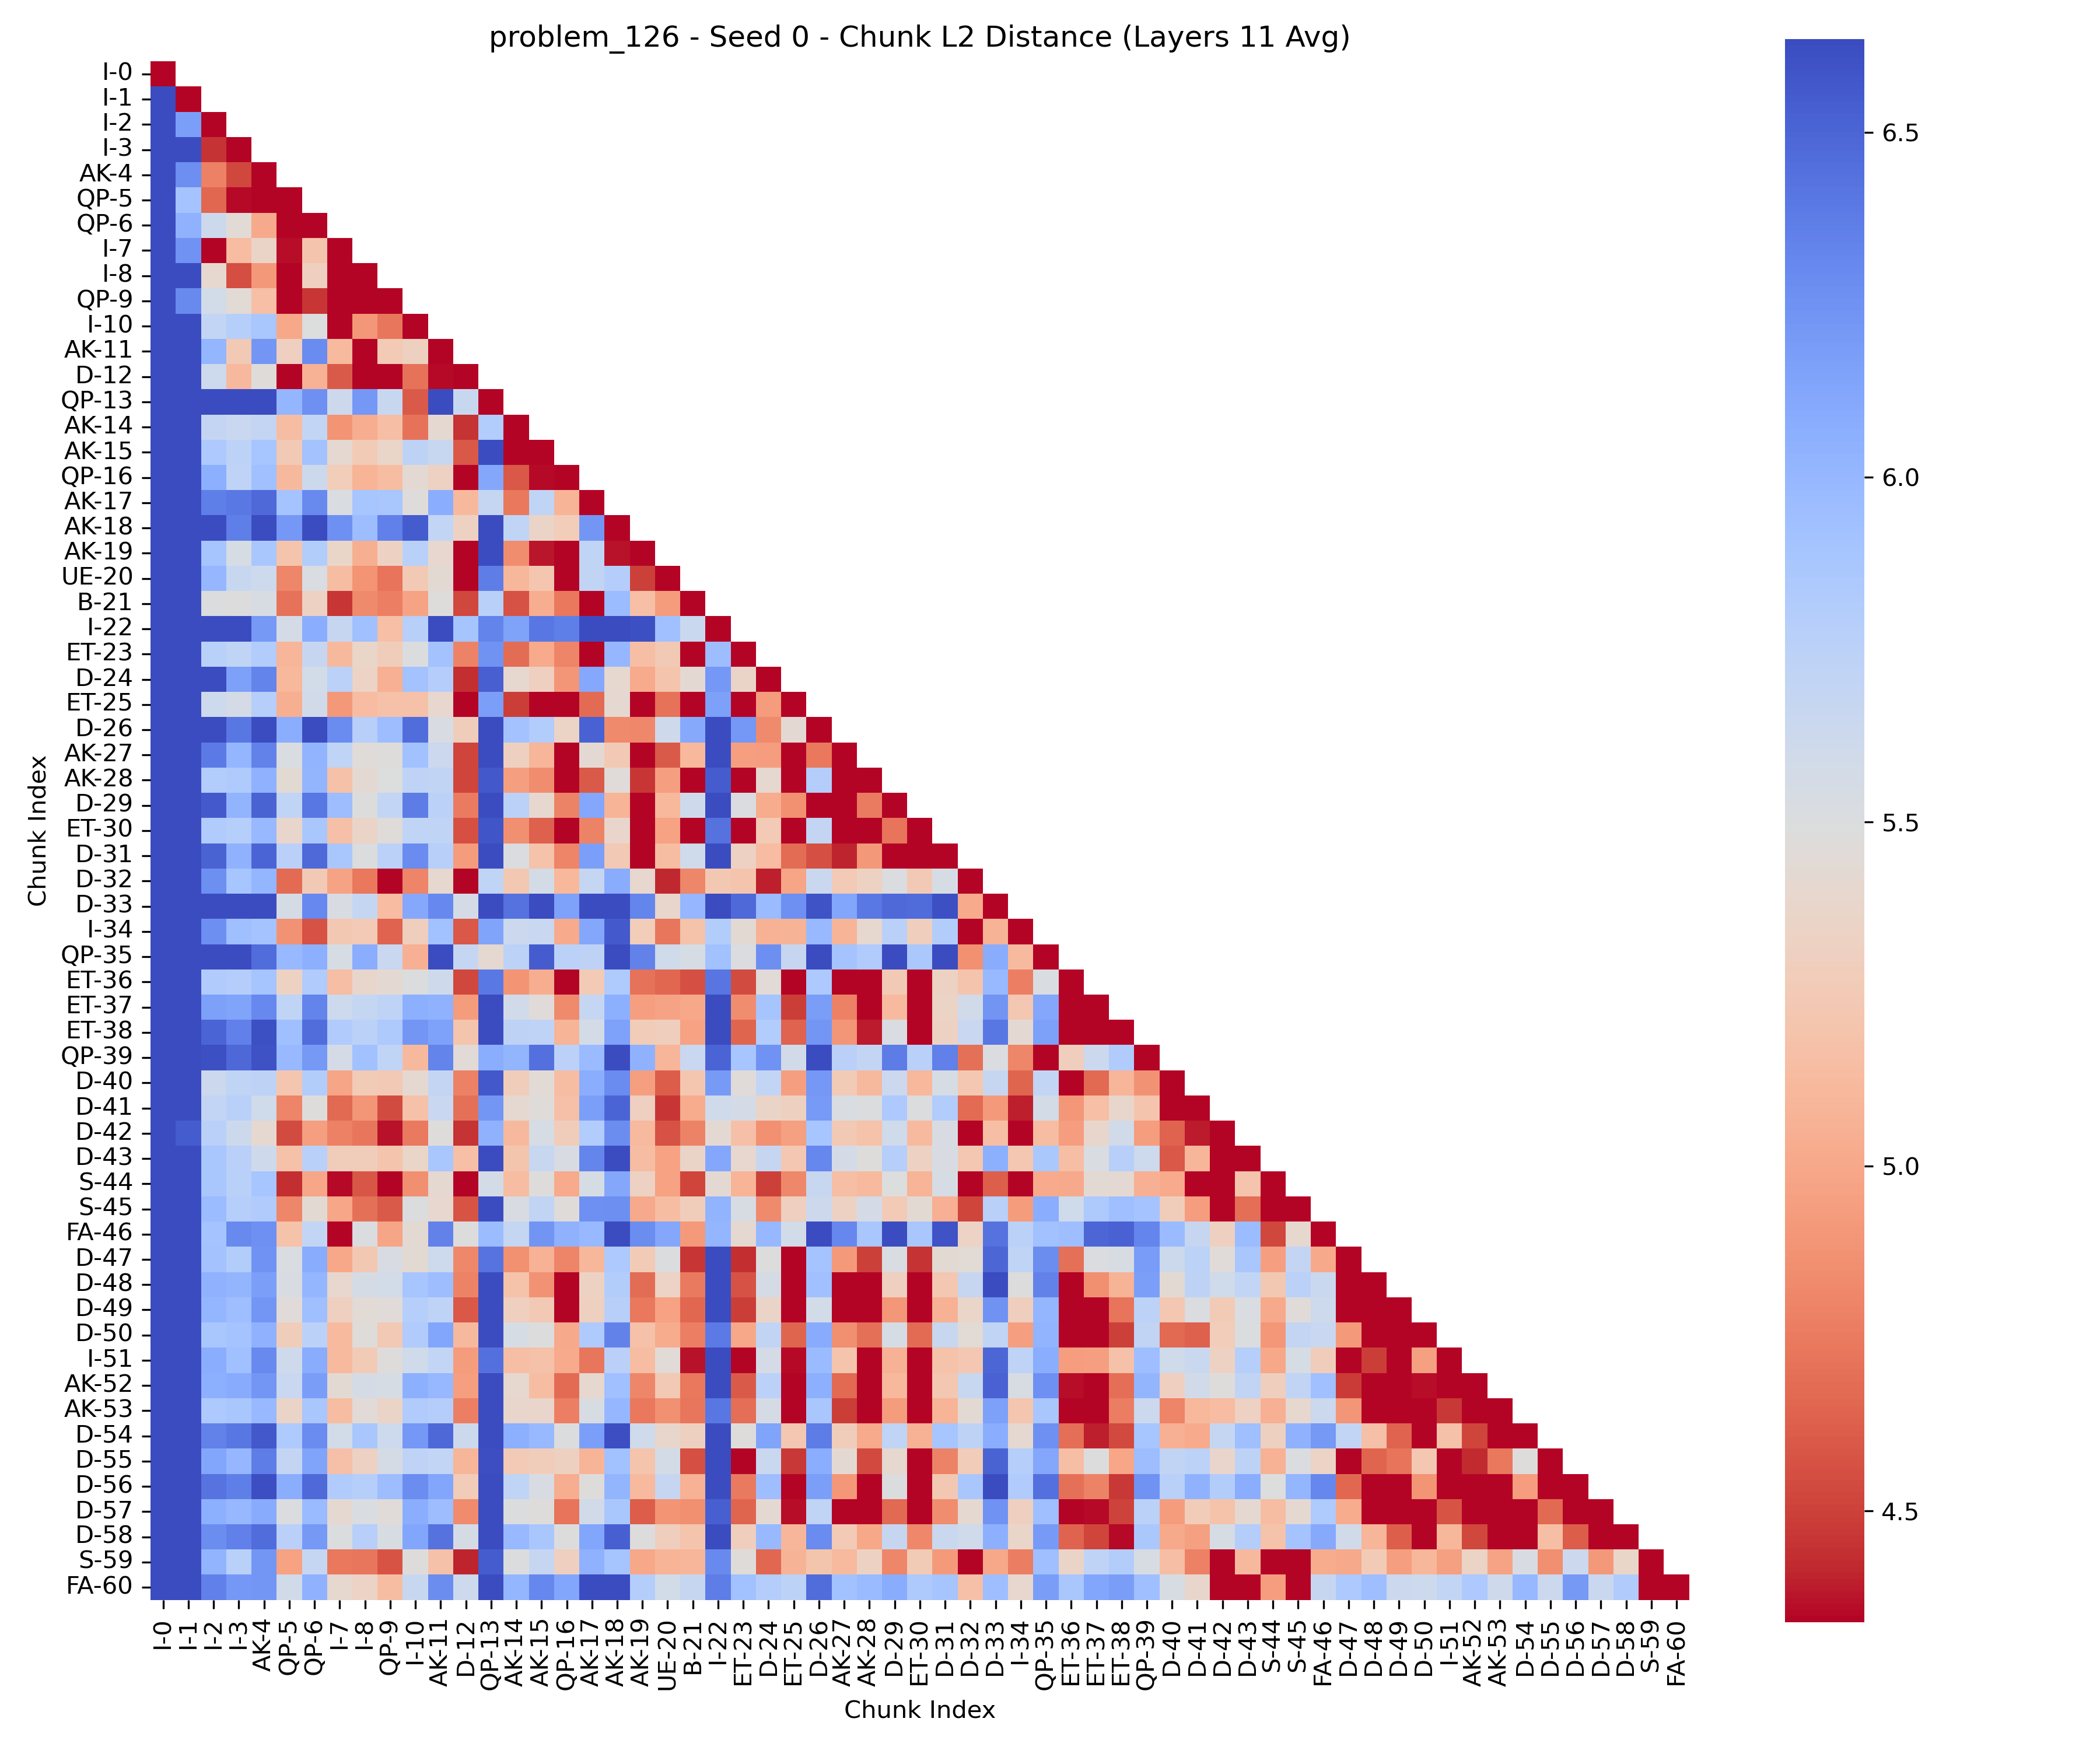 problem_126 - Seed 0 - Chunk L2 Distance (Layers 11 Avg)
Chunk Index
I-0
I-1
I-2
I-3
AK-4
QP-5
QP-6
I-7
I-8
QP-9
I-10
AK-11
D-12
QP-13
AK-14
AK-15
QP-16
AK-17
AK-18
AK-19
UE-20
B-21
I-22
ET-23
D-24
ET-25
D-26
AK-27
AK-28
D-29
ET-30
D-31
D-32
D-33
I-34
QP-35
ET-36
ET-37
ET-38
QP-39
D-40
D-41
D-42
D-43
S-44
S-45
FA-46
D-47
D-48
D-49
D-50
I-51
AK-52
AK-53
D-54
D-55
D-56
D-57
D-58
S-59
FA-60
I-0
I-1
I-2
I-3
AK-4
QP-5
QP-6
I-7
I-8
QP-9
I-10
AK-11
D-12
QP-13
AK-14
AK-15
QP-16
AK-17
AK-18
AK-19
UE-20
B-21
I-22
ET-23
D-24
ET-25
D-26
AK-27
AK-28
D-29
ET-30
D-31
D-32
D-33
I-34
QP-35
ET-36
ET-37
ET-38
QP-39
D-40
D-41
D-42
D-43
S-44
S-45
FA-46
D-47
D-48
D-49
D-50
I-51
AK-52
AK-53
D-54
D-55
D-56
D-57
D-58
S-59
FA-60
Chunk Index
6.5
6.0
5.5
5.0
4.5